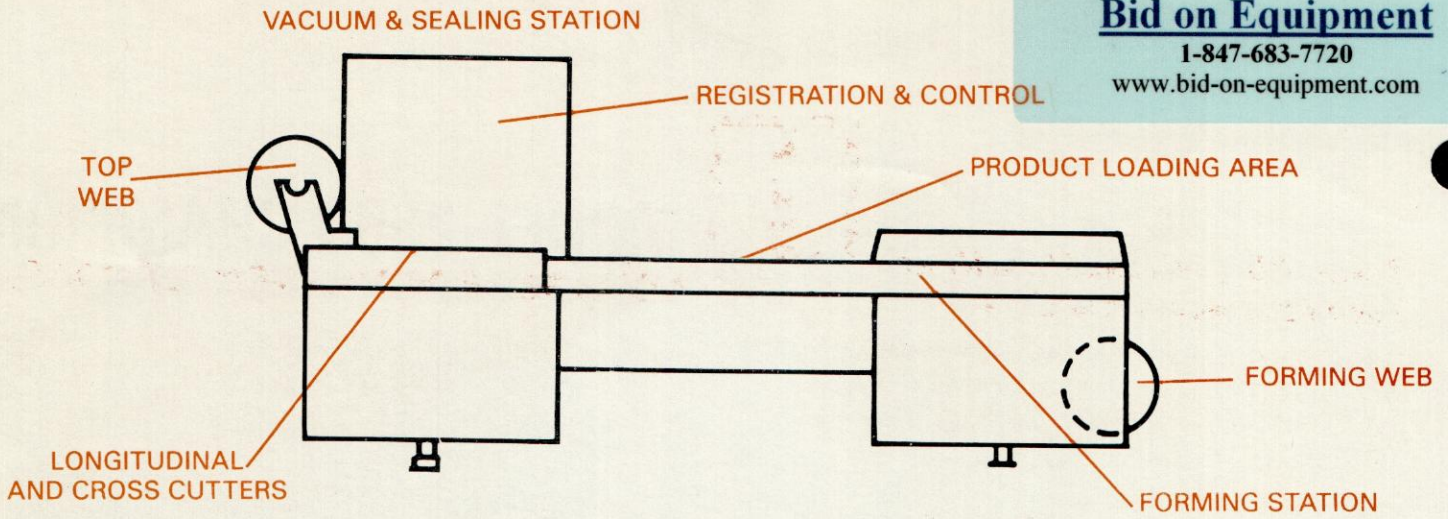 VACUUM & SEALING STATION
Bid on Equipment
1-847-683-7720
www.bid-on-equipment.com
REGISTRATION & CONTROL
TOP
WEB
PRODUCT LOADING AREA
FORMING WEB
LONGITUDINAL
AND CROSS CUTTERS
FORMING STATION